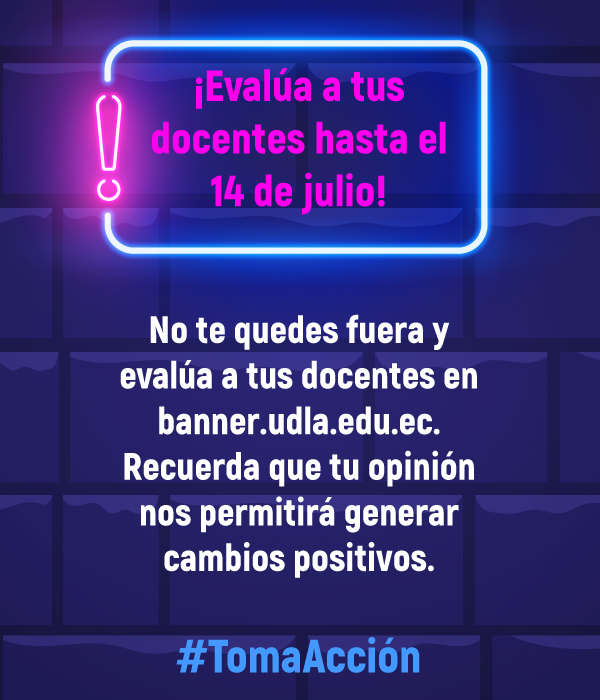 ¡Evalúa a tus
docentes hasta el
14 de julio!
No te quedes fuera y
evalúa a tus docentes en
banner.udla.edu.ec.
Recuerda que tu opinión
nos permitirá generar
cambios positivos.
#TomaAcción